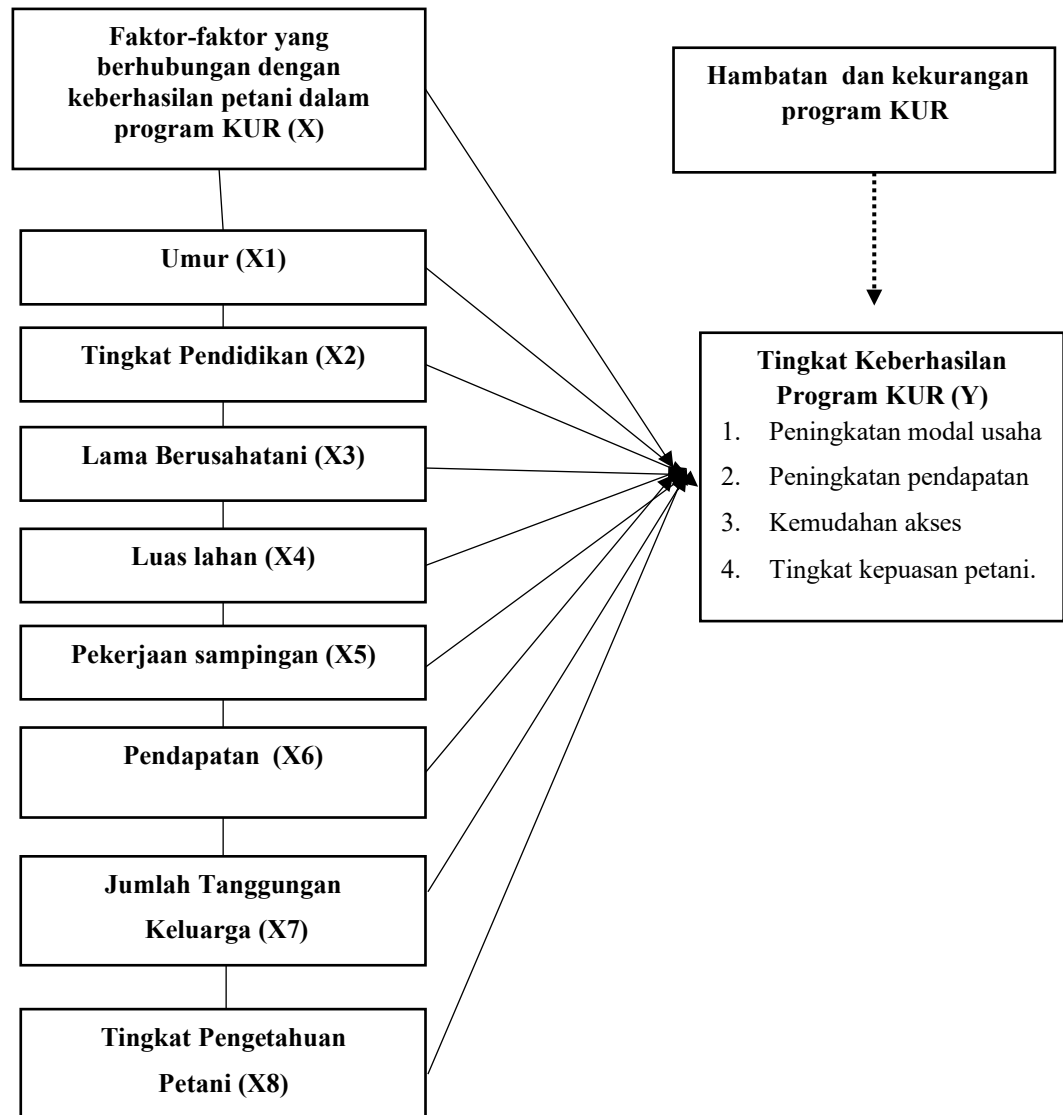 Faktor-faktor yang
berhubungan dengan
keberhasilan petani dalam
program KUR (X)
Umur (X1)
Tingkat Pendidikan (X2)
Lama Berusahatani (X3)
Luas lahan (X4)
Pekerjaan sampingan (X5)
Pendapatan (X6)
Jumlah Tanggungan
Keluarga (X7)
Tingkat Pengetahuan
Petani (X8)
Hambatan dan kekurangan
program KUR
Tingkat Keberhasilan
Program KUR (Y)
1. Peningkatan modal usaha
2. Peningkatan pendapatan
3. Kemudahan akses
4. Tingkat kepuasan petani.